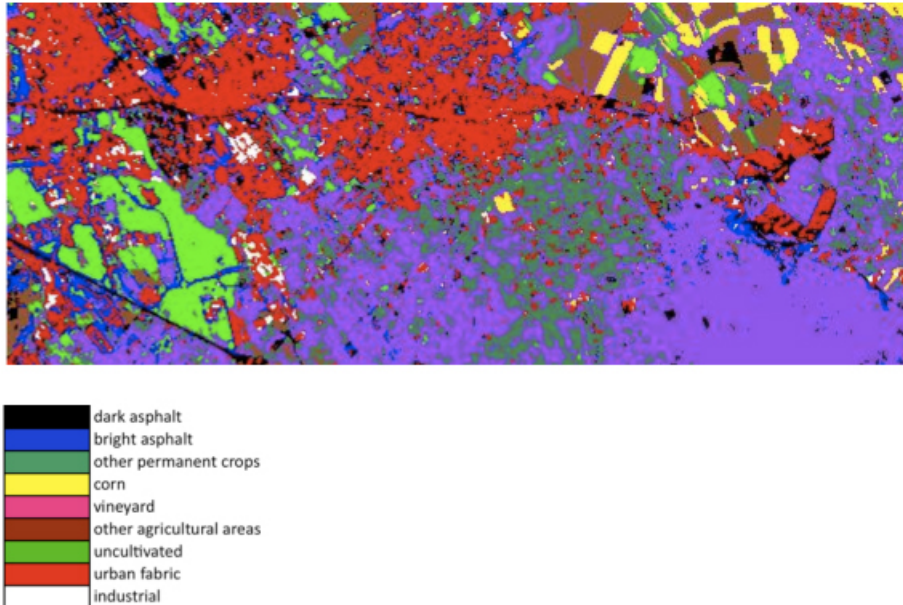 dark asphalt
bright asphalt
other permanent crops
corn
vineyard
other agricultural areas
uncultivated
urban fabric
industrial